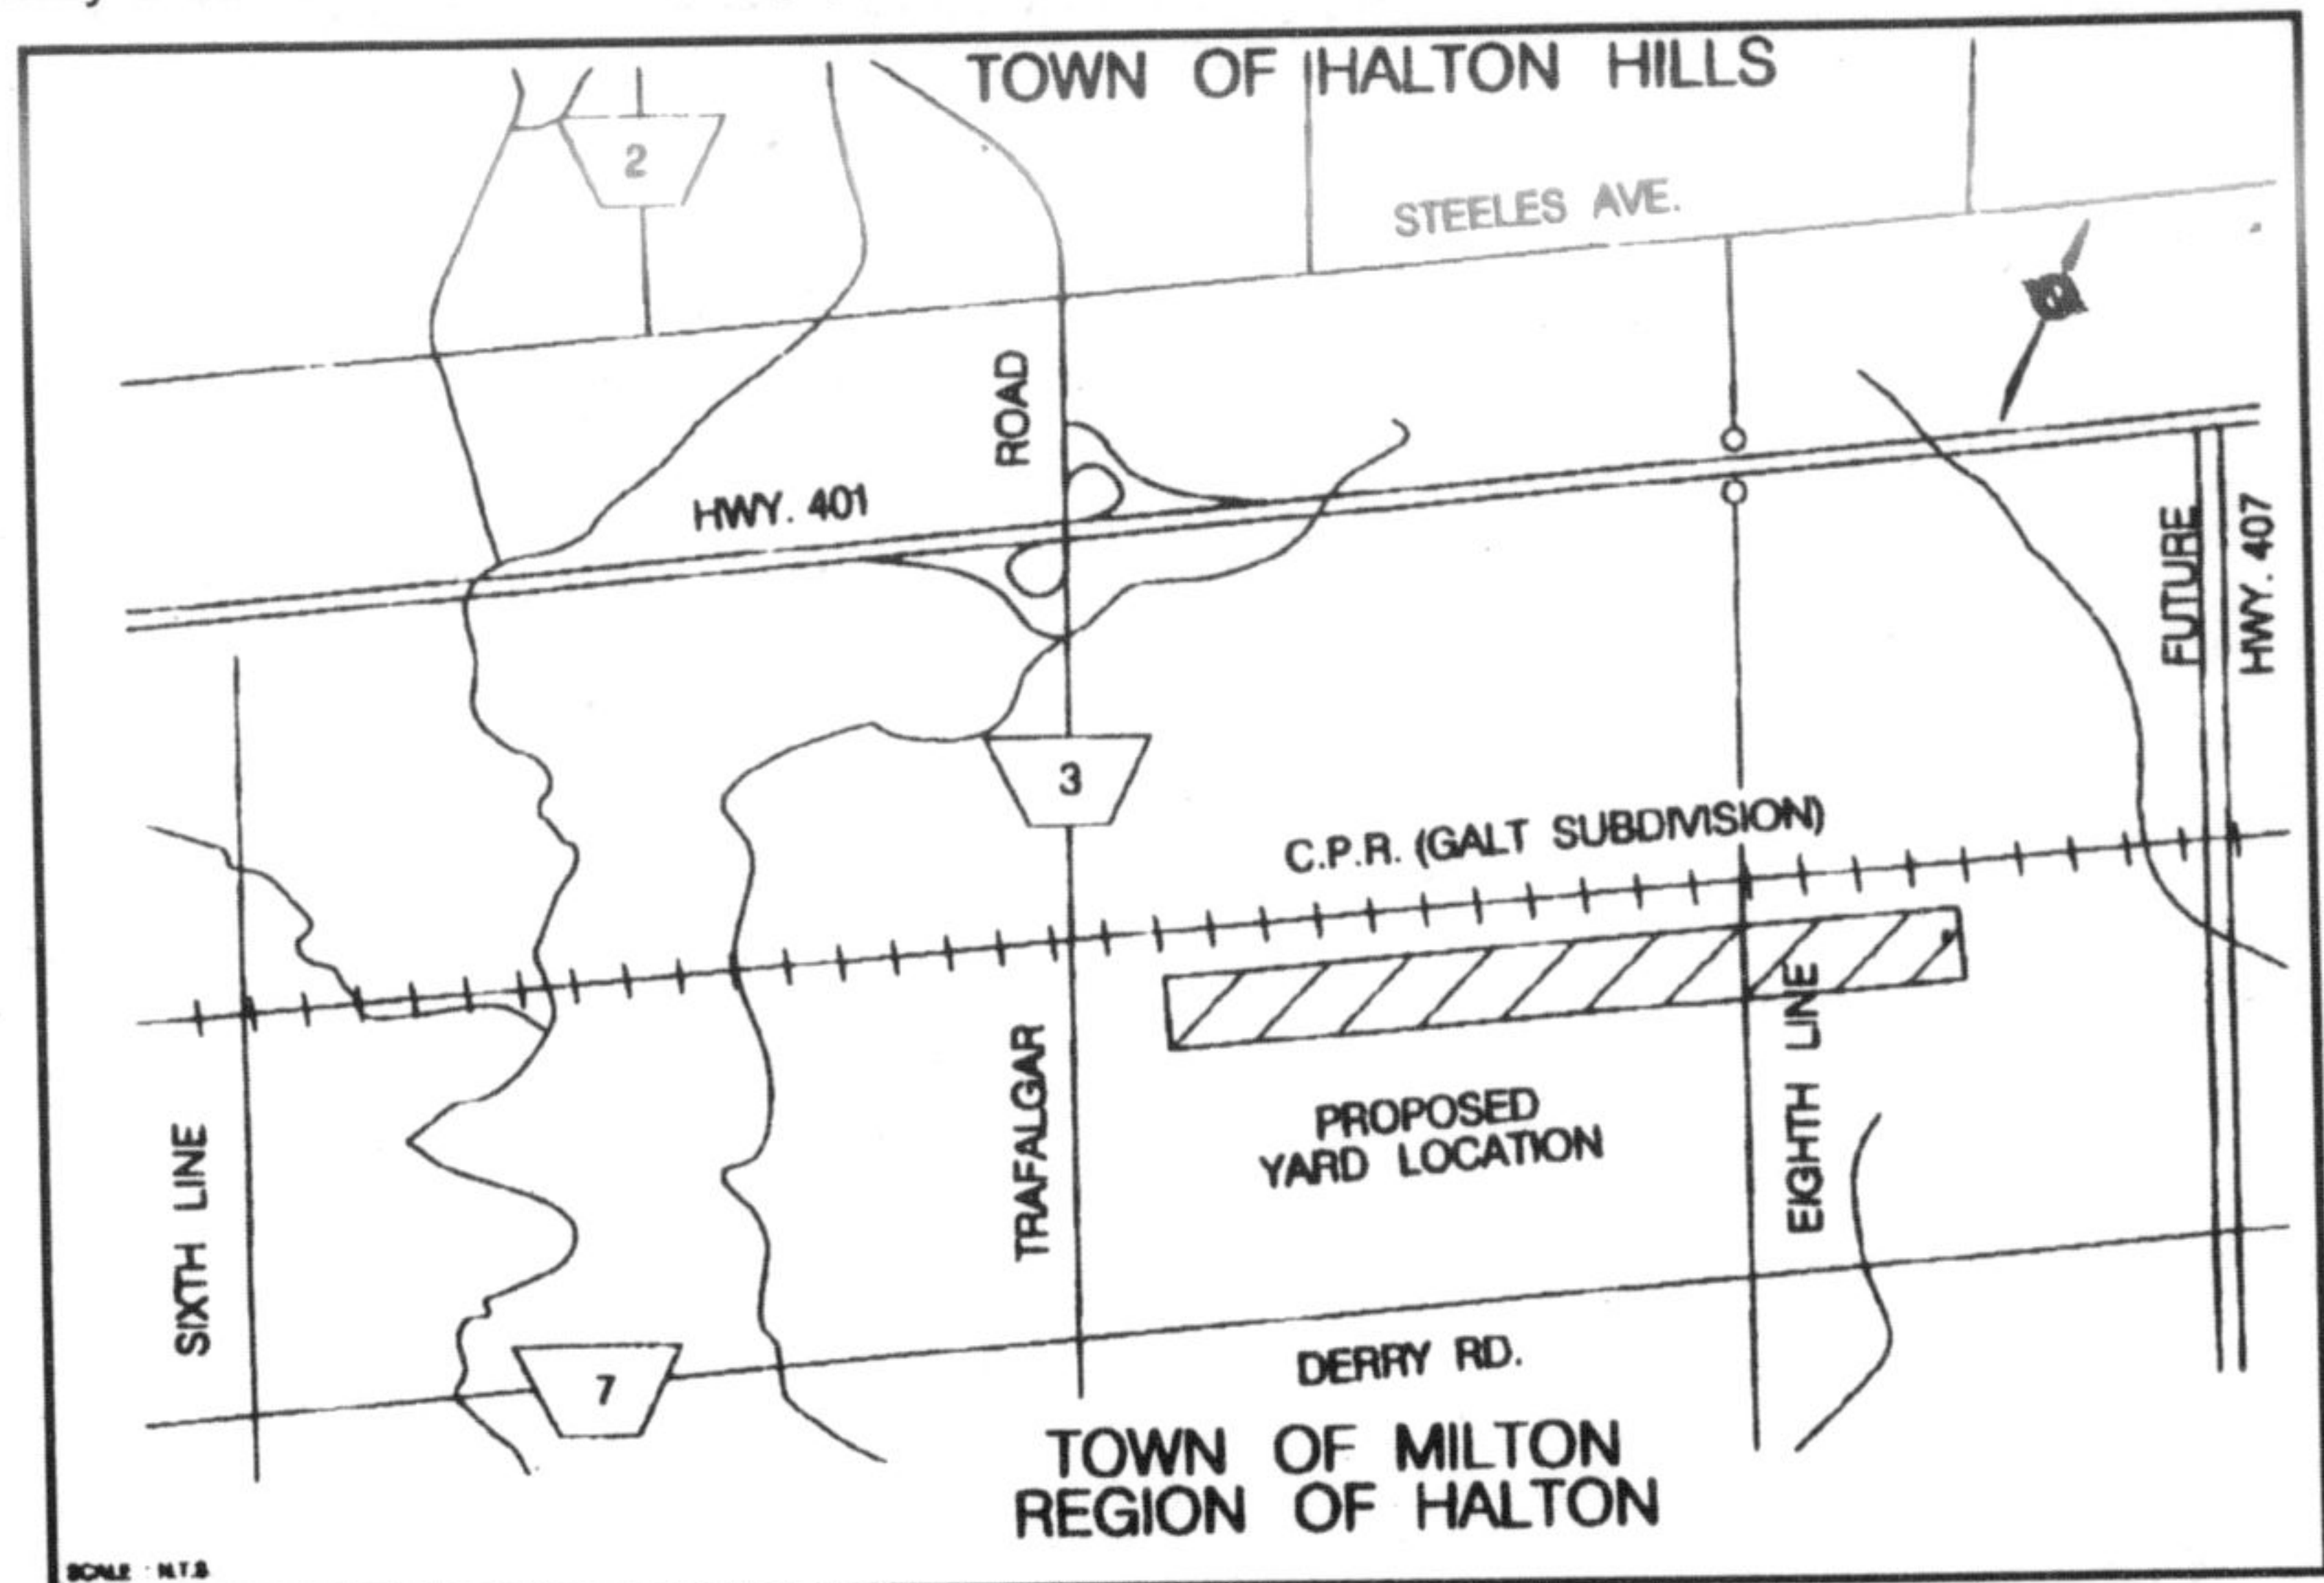 TOWN OF HALTON HILLS
2
STEELES AVE.
ROAD
HWY. 401
FUTURE
HWY. 407
3
C.P.R. (GALT SUBDIVISION)
SIXTH LINE
TRAFALGAR
PROPOSED
YARD LOCATION
EIGHTH LINE
7
DERRY RD.
TOWN OF MILTON
REGION OF HALTON
SCALE : N.T.S.